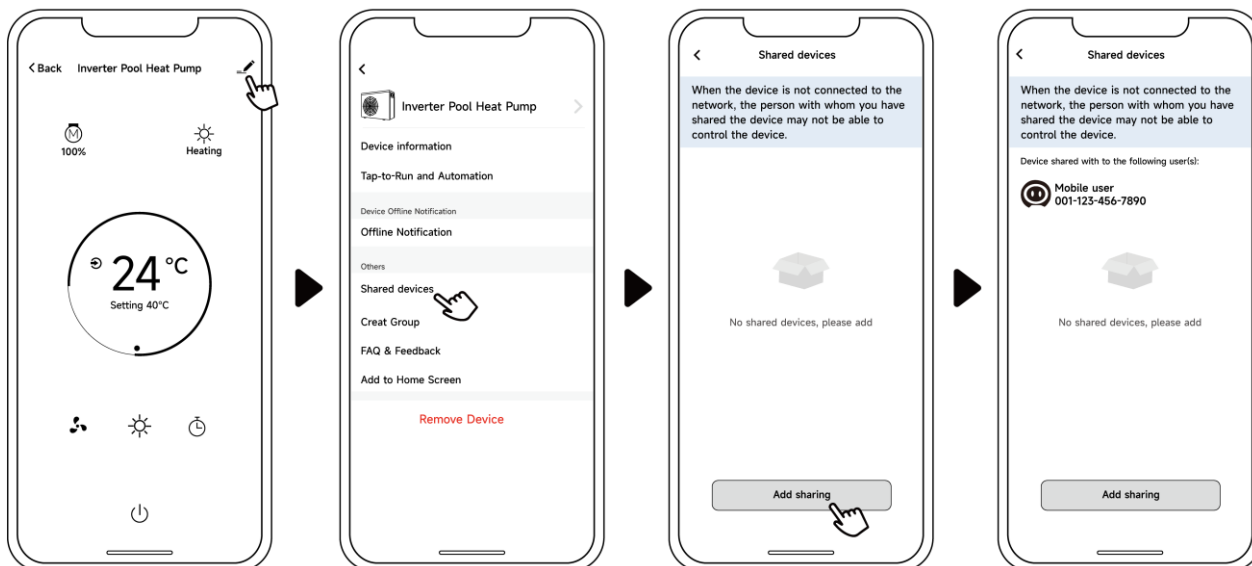 Back Inverter Pool Heat Pump
M
100%
Heating
24 °C
Setting 40°C
Inverter Pool Heat Pump
Device information
Tap-to-Run and Automation
Device Offline Notification
Offline Notification
Others
Shared devices
Creat Group
FAQ & Feedback
Add to Home Screen
Remove Device
Shared devices
When the device is not connected to the
network, the person with whom you have
shared the device may not be able to
control the device.
No shared devices, please add
Add sharing
Shared devices
When the device is not connected to the
network, the person with whom you have
shared the device may not be able to
control the device.
Device shared with to the following user(s):
Mobile user
001-123-456-7890
No shared devices, please add
Add sharing